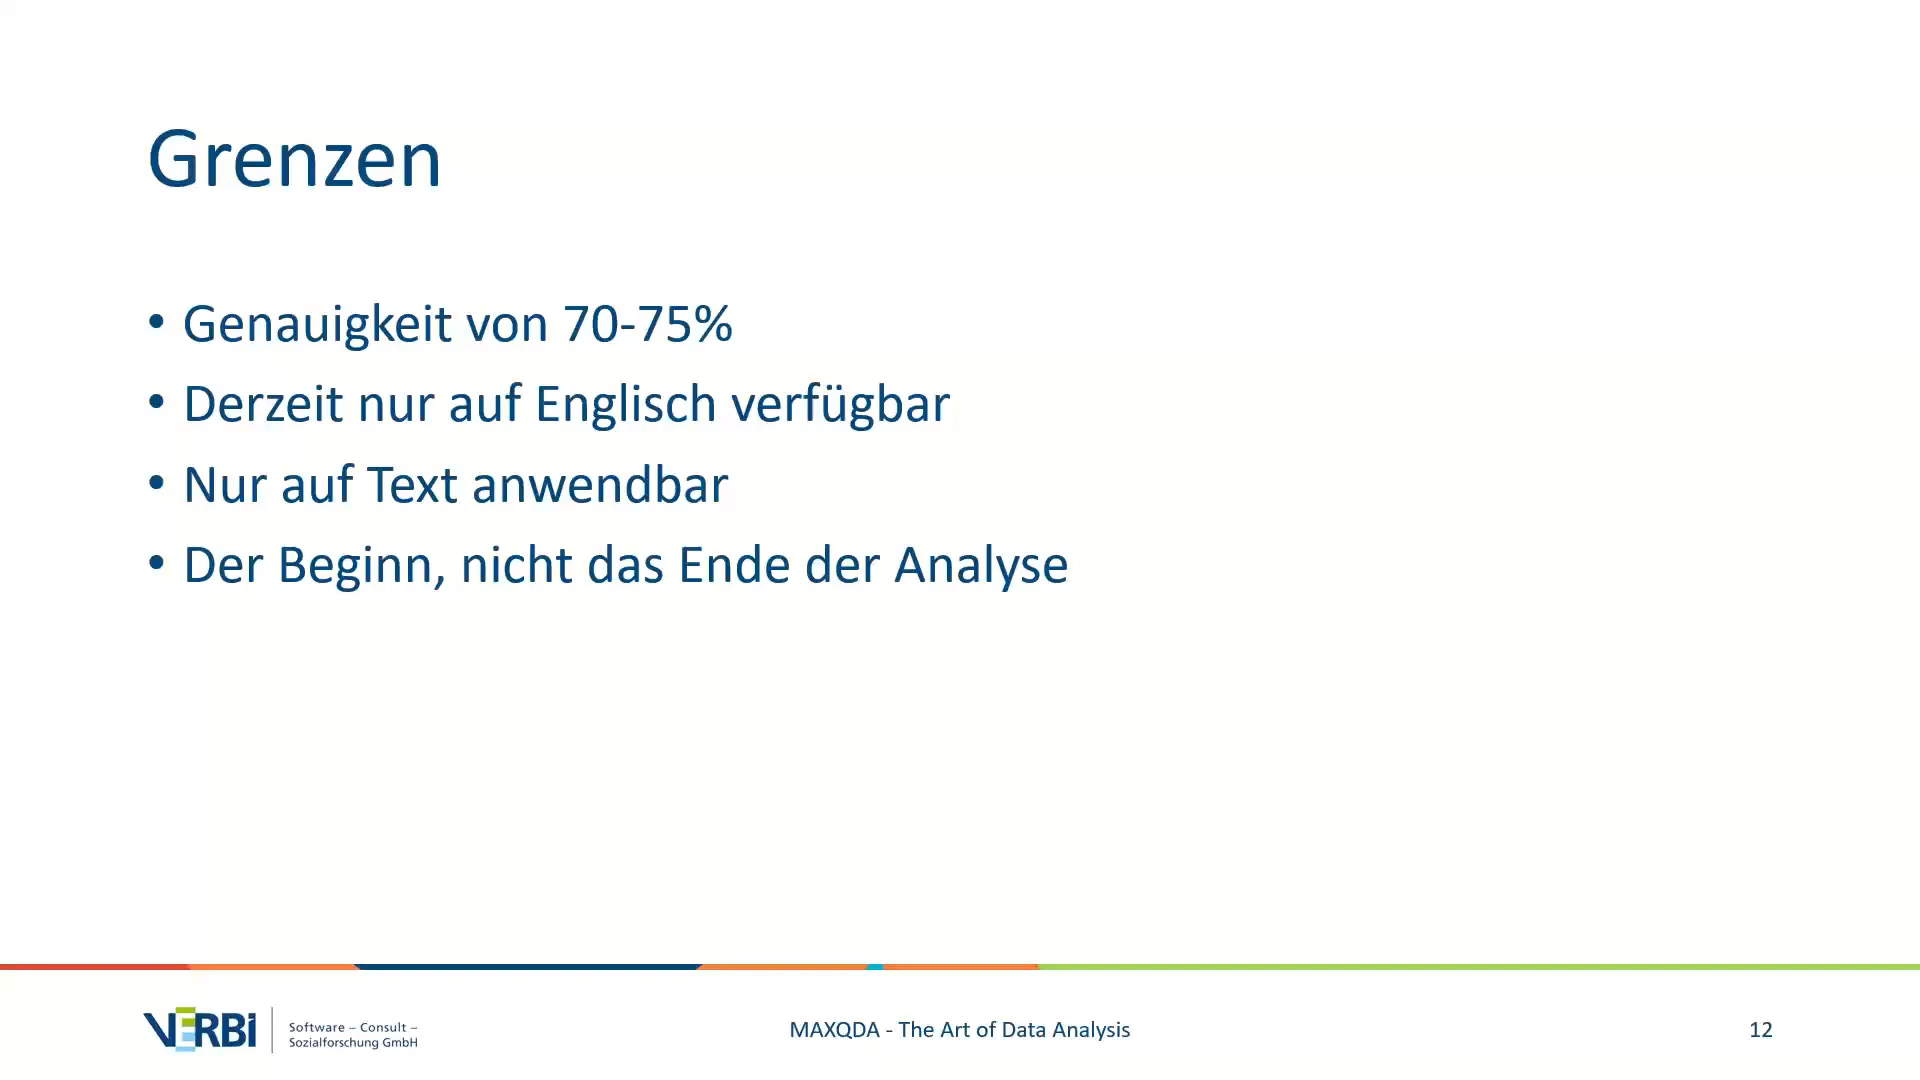 Grenzen
• Genauigkeit von 70-75%
• Derzeit nur auf Englisch verfügbar
• Nur auf Text anwendbar
• Der Beginn, nicht das Ende der Analyse
VERBI
Software – Consult –
Sozialforschung GmbH
MAXQDA - The Art of Data Analysis
12